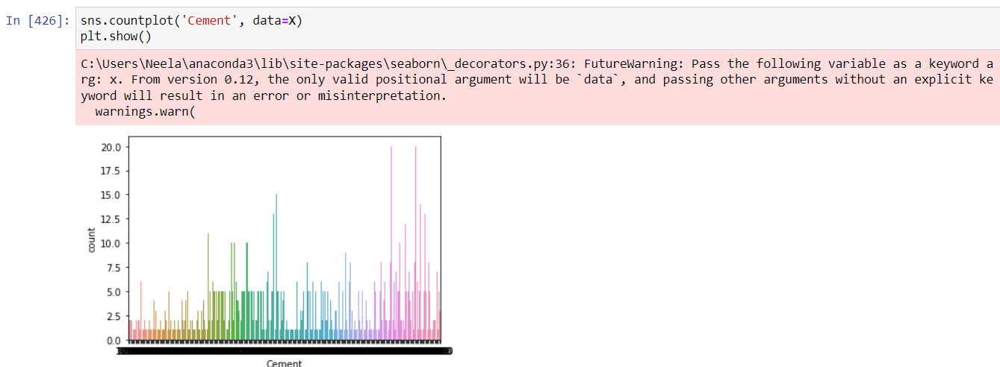 In [426]: sns.countplot('Cement', data=X)
plt.show()
C:\Users\Neela\anaconda3\lib\site-packages\seaborn\_decorators.py:36: FutureWarning: Pass the following variable as a keyword a
rg: x. From version 0.12, the only valid positional argument will be `data`, and passing other arguments without an explicit ke
yword will result in an error or misinterpretation.
warnings.warn(
20.0
17.5
15.0
12.5
10.0
7.5
5.0
2.5
0.0
count
Cement